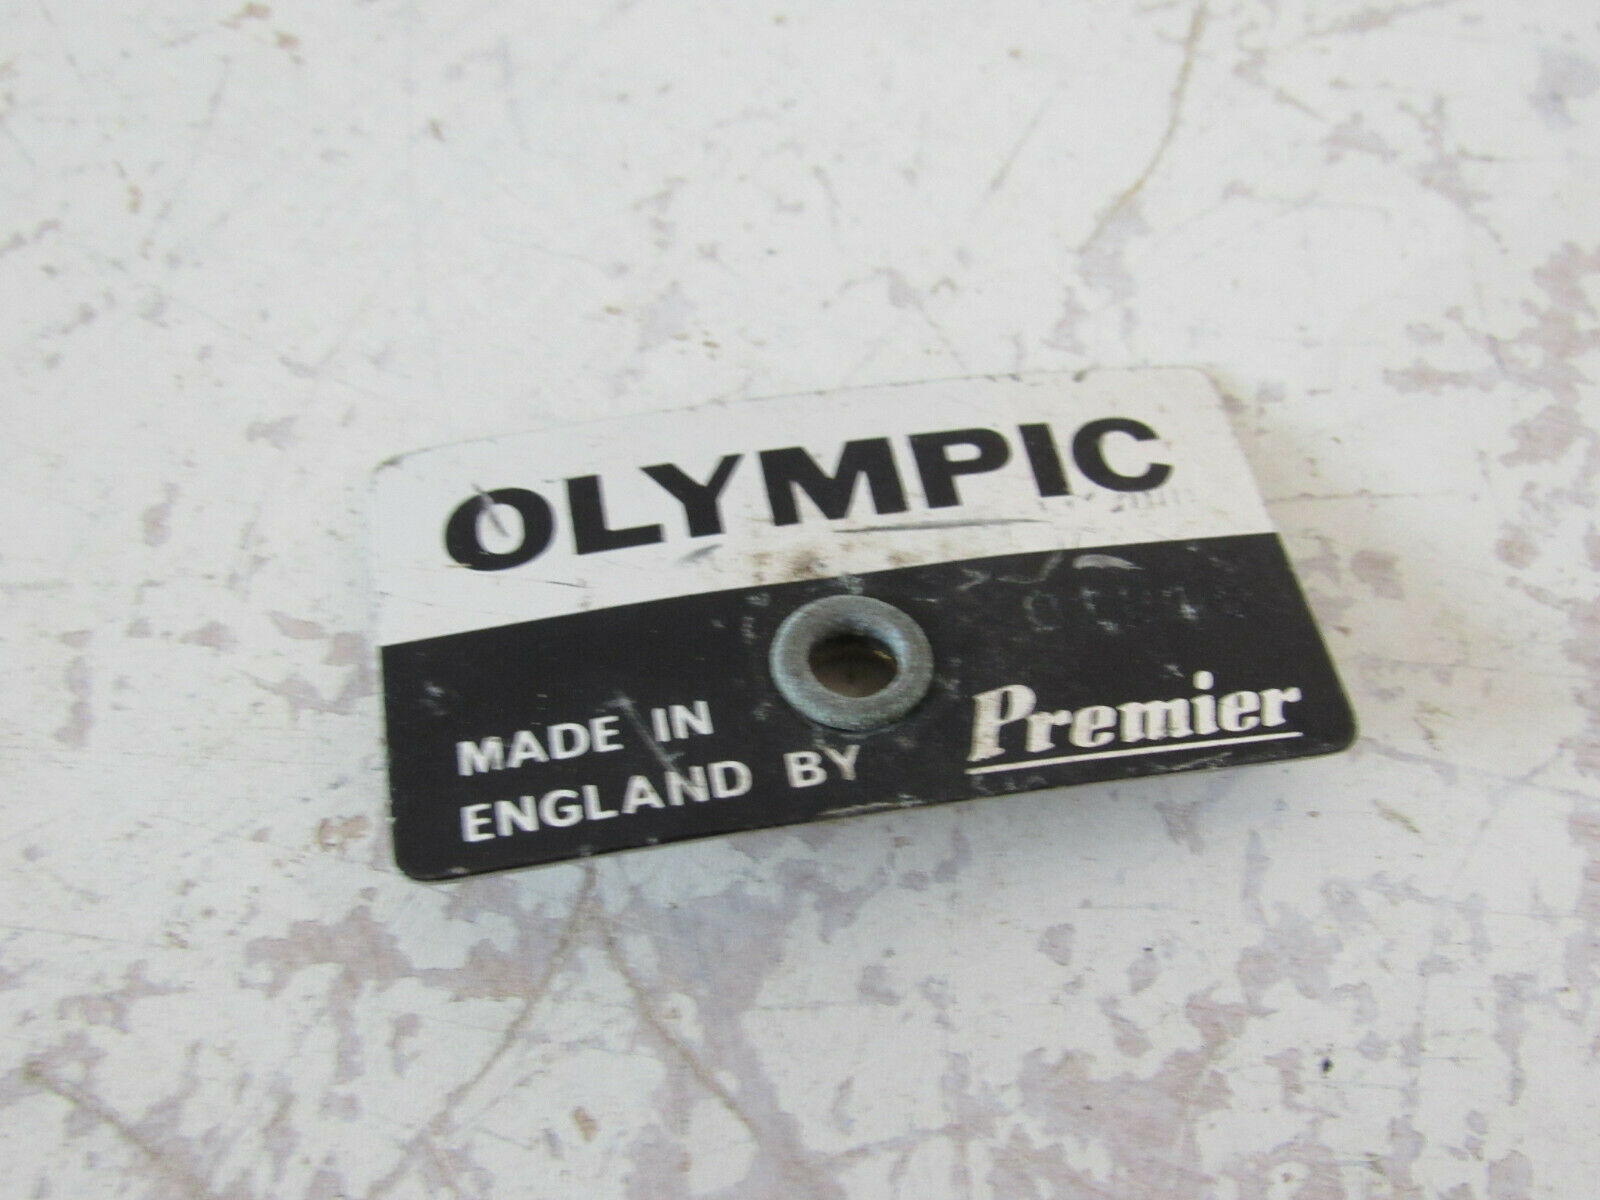 OLYMPIC
MADE IN
ENGLAND BY Premier